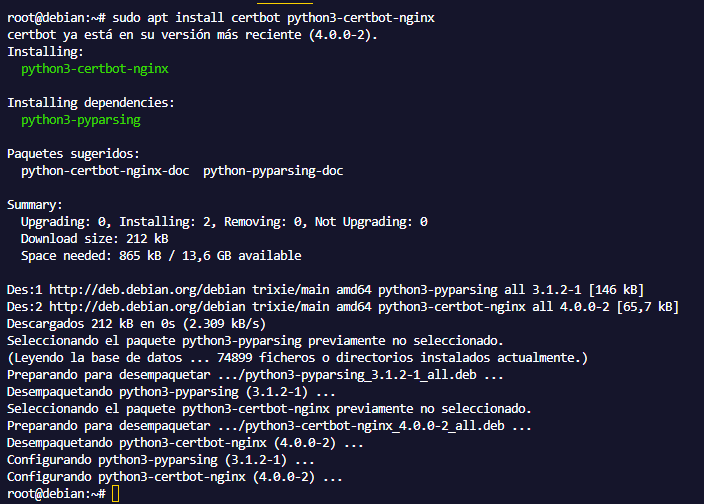 root@debian:~# sudo apt install certbot python3-certbot-nginx
certbot ya está en su versión más reciente (4.0.0-2).
Installing:
  python3-certbot-nginx

Installing dependencies:
  python3-pyparsing

Paquetes sugeridos:
  python-certbot-nginx-doc  python-pyparsing-doc

Summary:
  Upgrading: 0, Installing: 2, Removing: 0, Not Upgrading: 0
  Download size: 212 kB
  Space needed: 865 kB / 13,6 GB available

Des:1 http://deb.debian.org/debian trixie/main amd64 python3-pyparsing all 3.1.2-1 [146 kB]
Des:2 http://deb.debian.org/debian trixie/main amd64 python3-certbot-nginx all 4.0.0-2 [65,7 kB]
Descargados 212 kB en 0s (2.309 kB/s)
Seleccionando el paquete python3-pyparsing previamente no seleccionado.
(Leyendo la base de datos ... 74899 ficheros o directorios instalados actualmente.)
Preparando para desempaquetar .../python3-pyparsing_3.1.2-1_all.deb ...
Desempaquetando python3-pyparsing (3.1.2-1) ...
Seleccionando el paquete python3-certbot-nginx previamente no seleccionado.
Preparando para desempaquetar .../python3-certbot-nginx_4.0.0-2_all.deb ...
Desempaquetando python3-certbot-nginx (4.0.0-2) ...
Configurando python3-pyparsing (3.1.2-1) ...
Configurando python3-certbot-nginx (4.0.0-2) ...
root@debian:~#